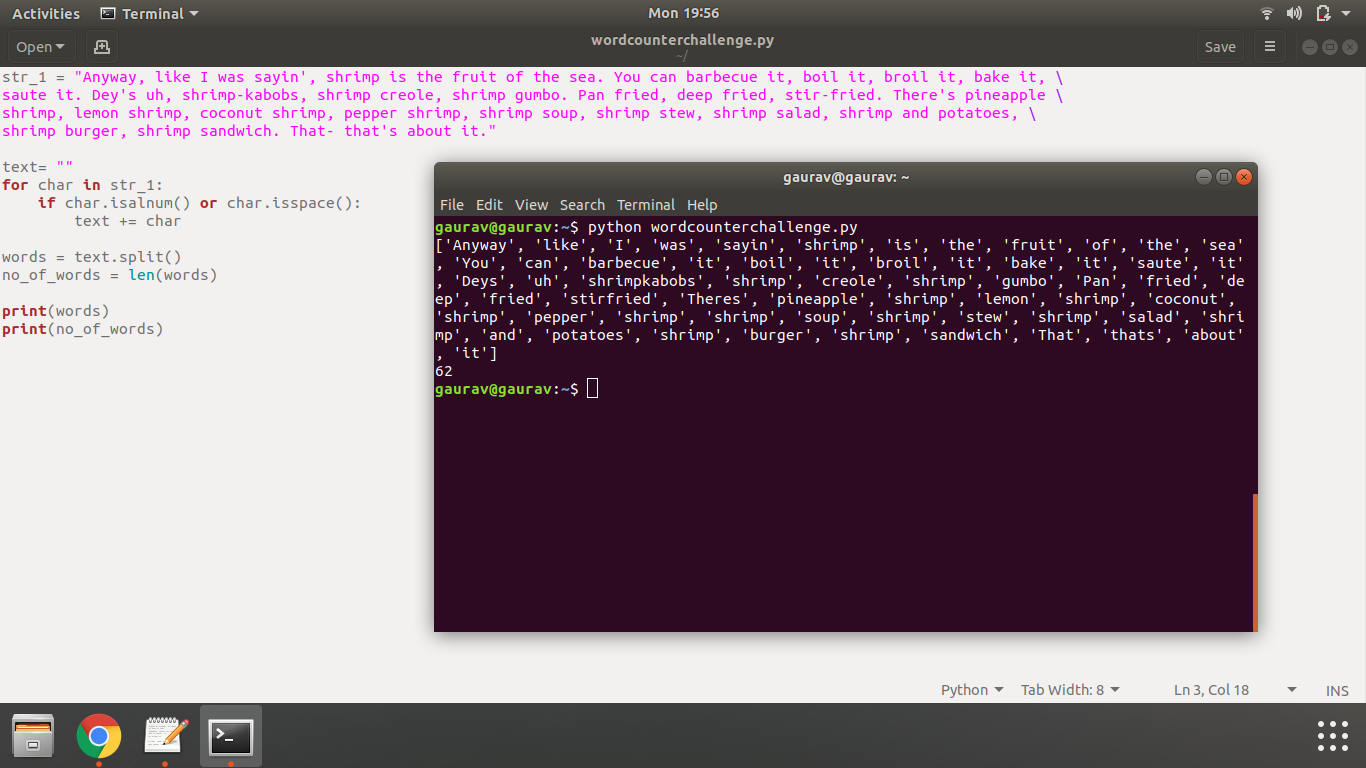 Activities Terminal Mon 19:56
Open wordcounterchallenge.py Save
~/
str_1 = "Anyway, like I was sayin', shrimp is the fruit of the sea. You can barbecue it, boil it, broil it, bake it, \
saute it. Dey's uh, shrimp-kabobs, shrimp creole, shrimp gumbo. Pan fried, deep fried, stir-fried. There's pineapple \
shrimp, lemon shrimp, coconut shrimp, pepper shrimp, shrimp soup, shrimp stew, shrimp salad, shrimp and potatoes, \
shrimp burger, shrimp sandwich. That- that's about it."
text= ""
for char in str_1:
    if char.isalnum() or char.isspace():
        text += char
words = text.split()
no_of_words = len(words)
print(words)
print(no_of_words)
gaurav@gaurav: ~
File Edit View Search Terminal Help
gaurav@gaurav:~$ python wordcounterchallenge.py
['Anyway', 'like', 'I', 'was', 'sayin', 'shrimp', 'is', 'the', 'fruit', 'of', 'the', 'sea'
, 'You', 'can', 'barbecue', 'it', 'boil', 'it', 'broil', 'it', 'bake', 'it', 'saute', 'it'
, 'Deys', 'uh', 'shrimpkabobs', 'shrimp', 'creole', 'shrimp', 'gumbo', 'Pan', 'fried', 'de
ep', 'fried', 'stirfried', 'Theres', 'pineapple', 'shrimp', 'lemon', 'shrimp', 'coconut',
'shrimp', 'pepper', 'shrimp', 'shrimp', 'soup', 'shrimp', 'stew', 'shrimp', 'salad', 'shri
mp', 'and', 'potatoes', 'shrimp', 'burger', 'shrimp', 'sandwich', 'That', 'thats', 'about'
, 'it']
62
gaurav@gaurav:~$
Python Tab Width: 8 Ln 3, Col 18 INS